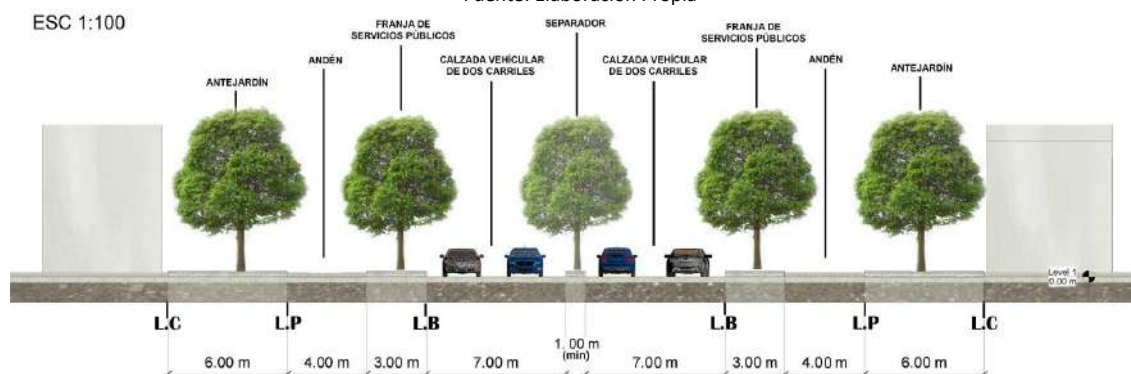 Fuente: Elaboración Propia
ESC 1:100
ANTEJARDÍN
ANDÉN
FRANJA DE
SERVICIOS PÚBLICOS
CALZADA VEHÍCULAR
DE DOS CARRILES
SEPARADOR
CALZADA VEHÍCULAR
DE DOS CARRILES
FRANJA DE
SERVICIOS PÚBLICOS
ANDÉN
ANTEJARDÍN
Level 1
0.00 m
L.C
L.P
L.B
L.B
L.P
L.C
6.00 m
4.00 m
3.00 m
7.00 m
1. 00 m
(min)
7.00 m
3.00 m
4.00 m
6.00 m